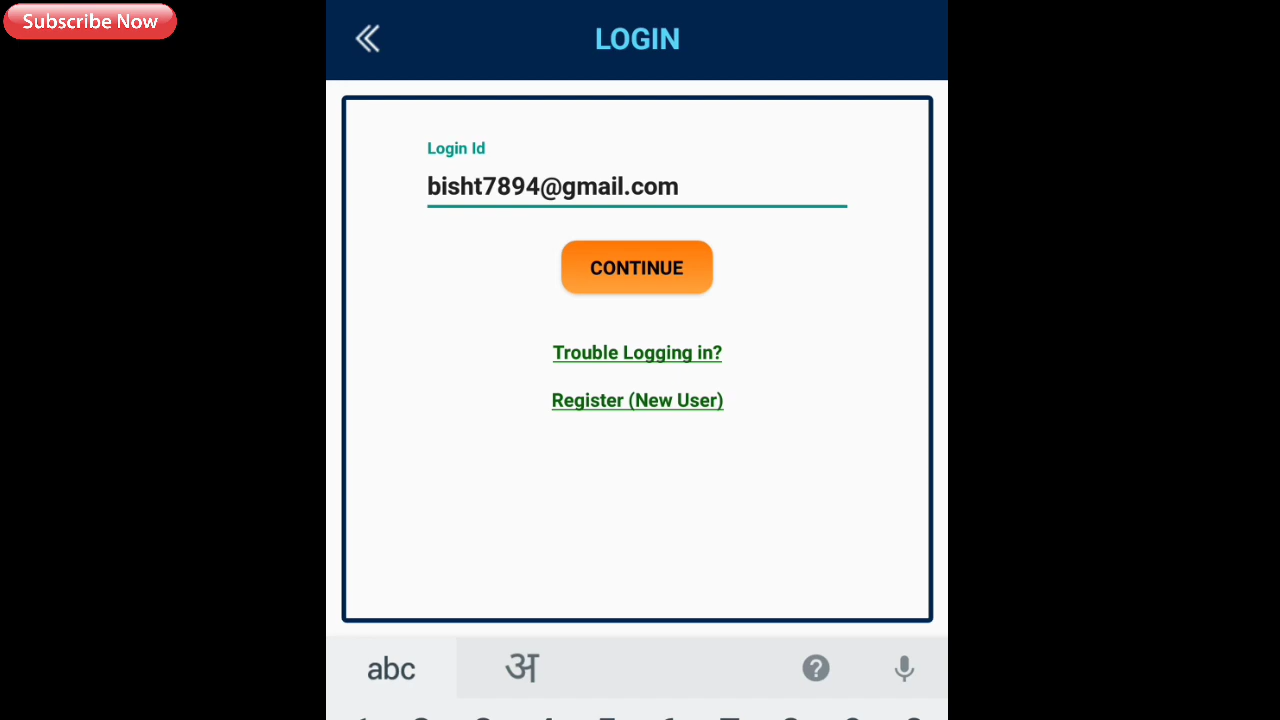 Subscribe Now
LOGIN
Login Id
bisht7894@gmail.com
CONTINUE
Trouble Logging in?
Register (New User)
abc अ ?